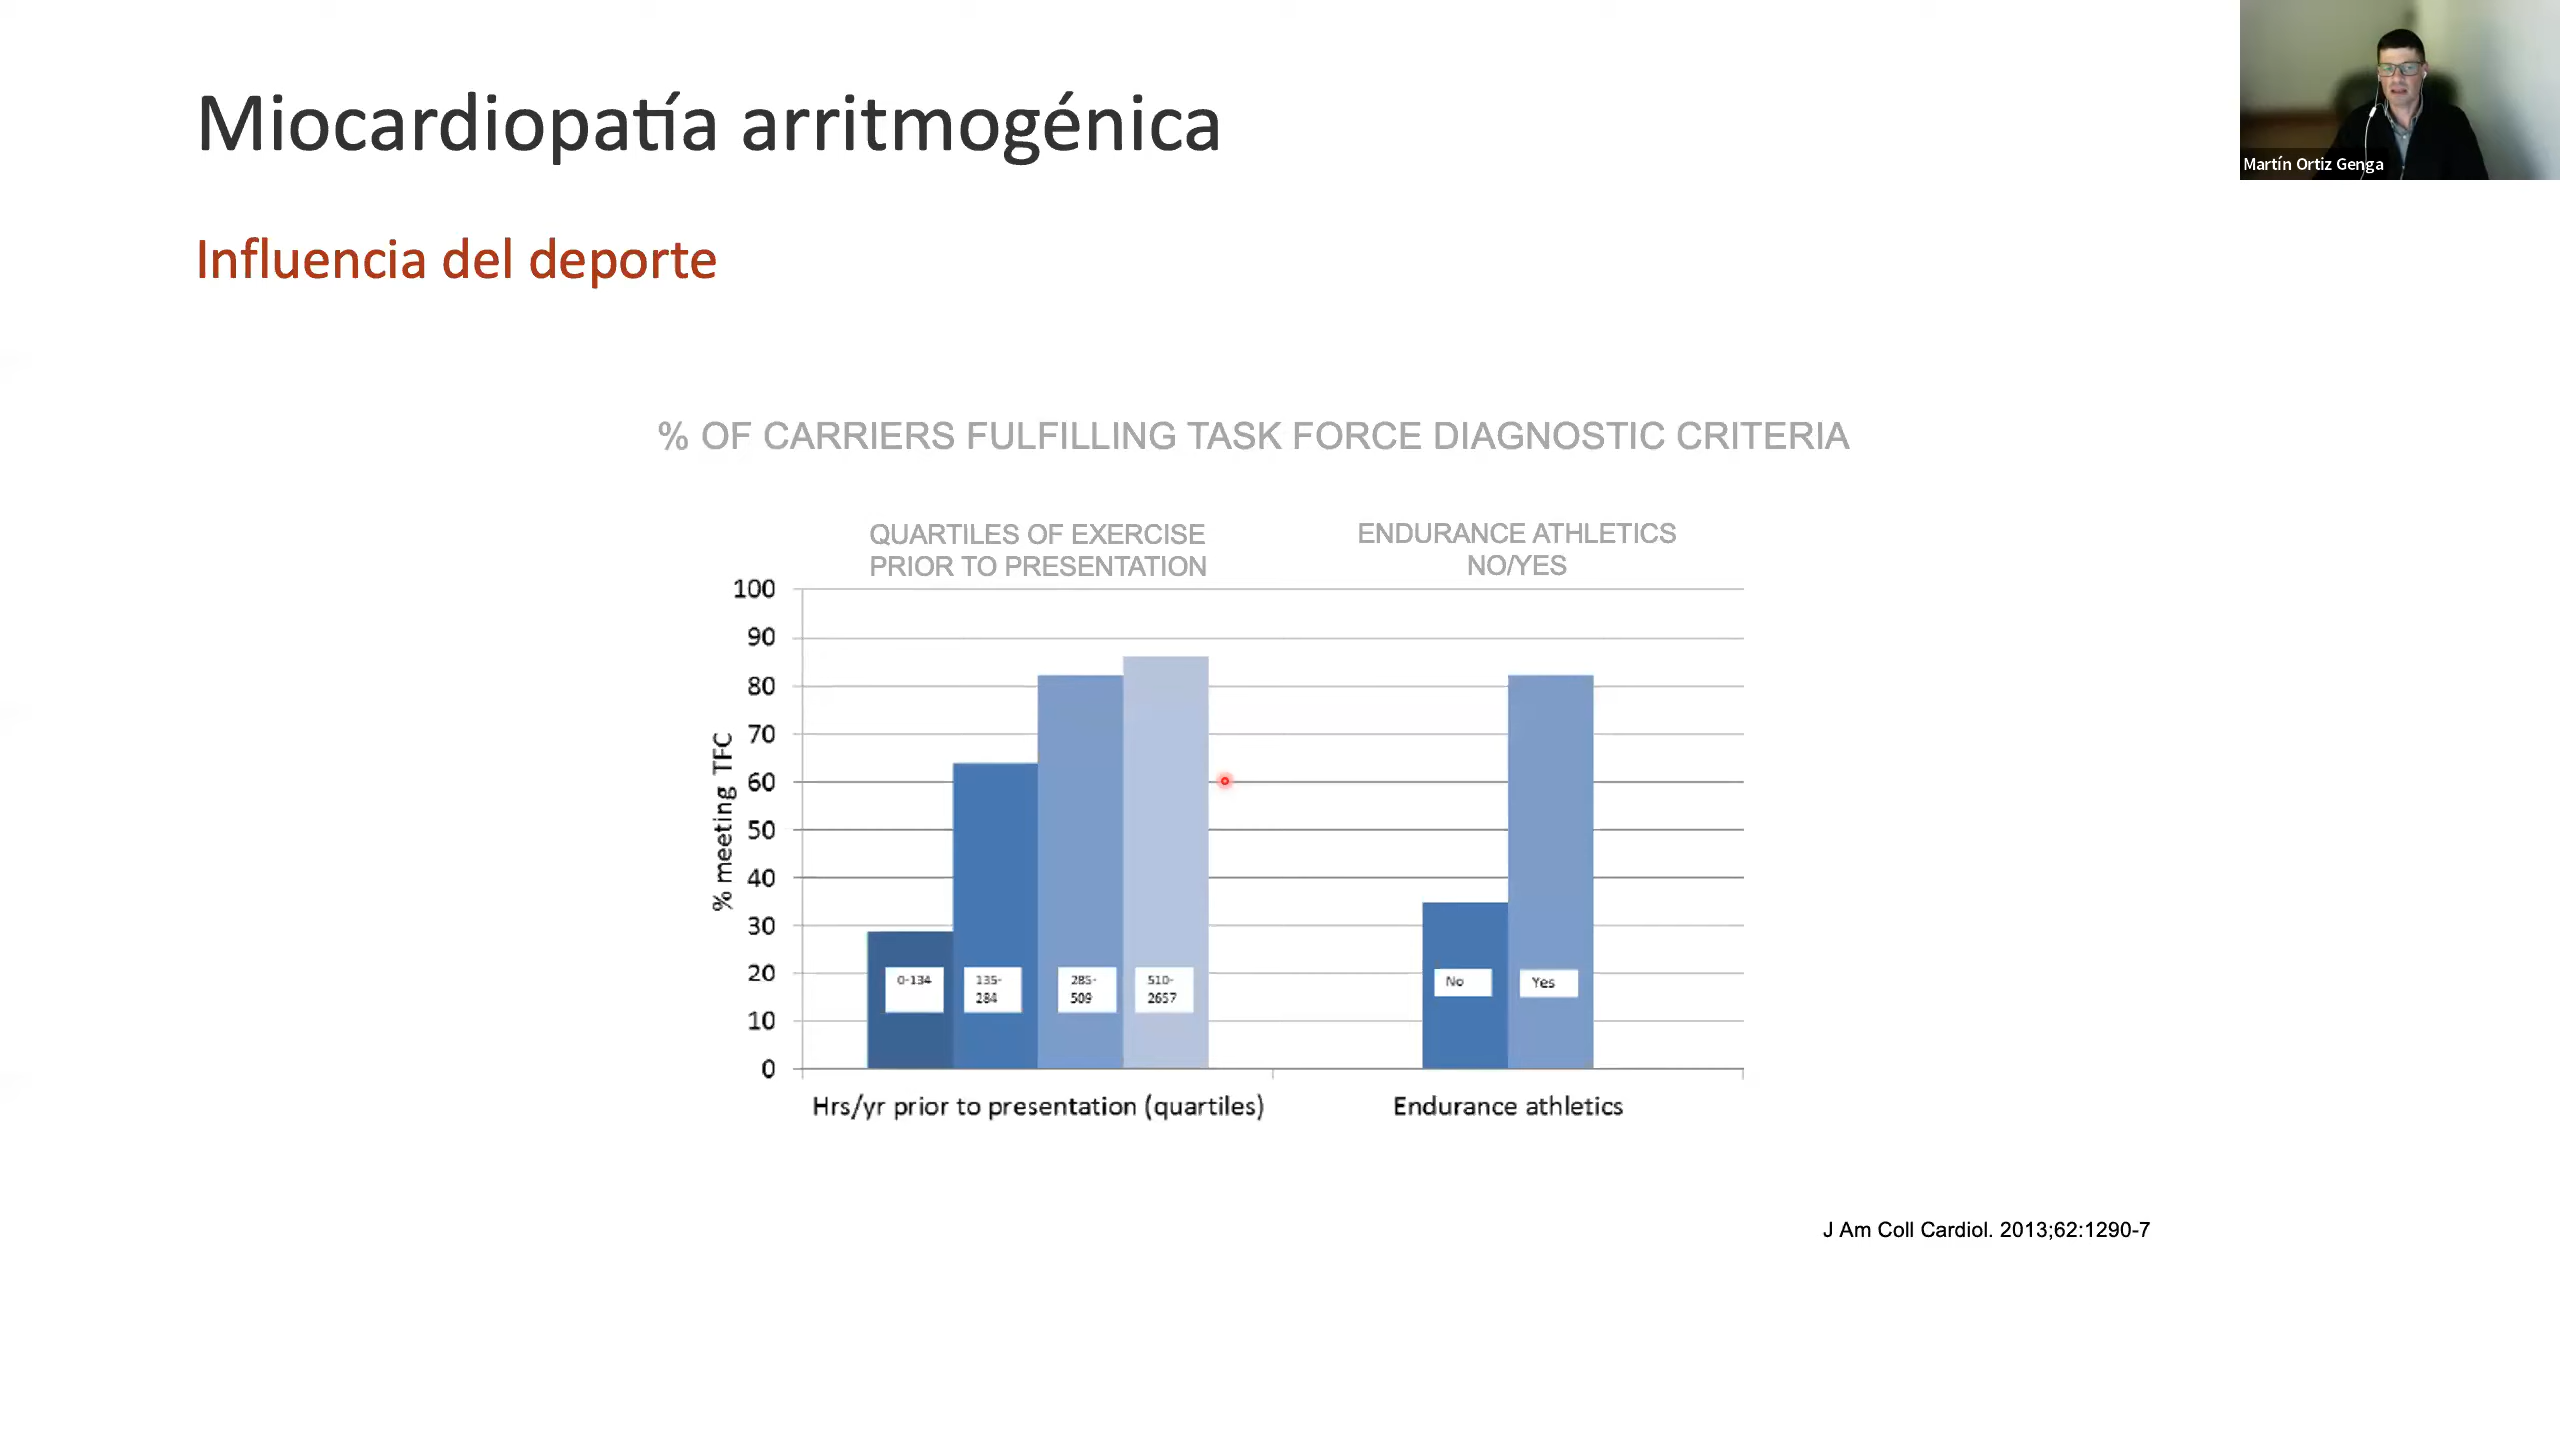 Miocardiopatía arritmogénica
Martín Ortiz Genga
Influencia del deporte
% OF CARRIERS FULFILLING TASK FORCE DIAGNOSTIC CRITERIA
QUARTILES OF EXERCISE
PRIOR TO PRESENTATION
ENDURANCE ATHLETICS
NO/YES
% meeting TFC
100
90
80
70
60
50
40
30
20
10
0
0-134
135-
284
285-
509
510-
2657
No
Yes
Hrs/yr prior to presentation (quartiles)
Endurance athletics
J Am Coll Cardiol. 2013;62:1290-7